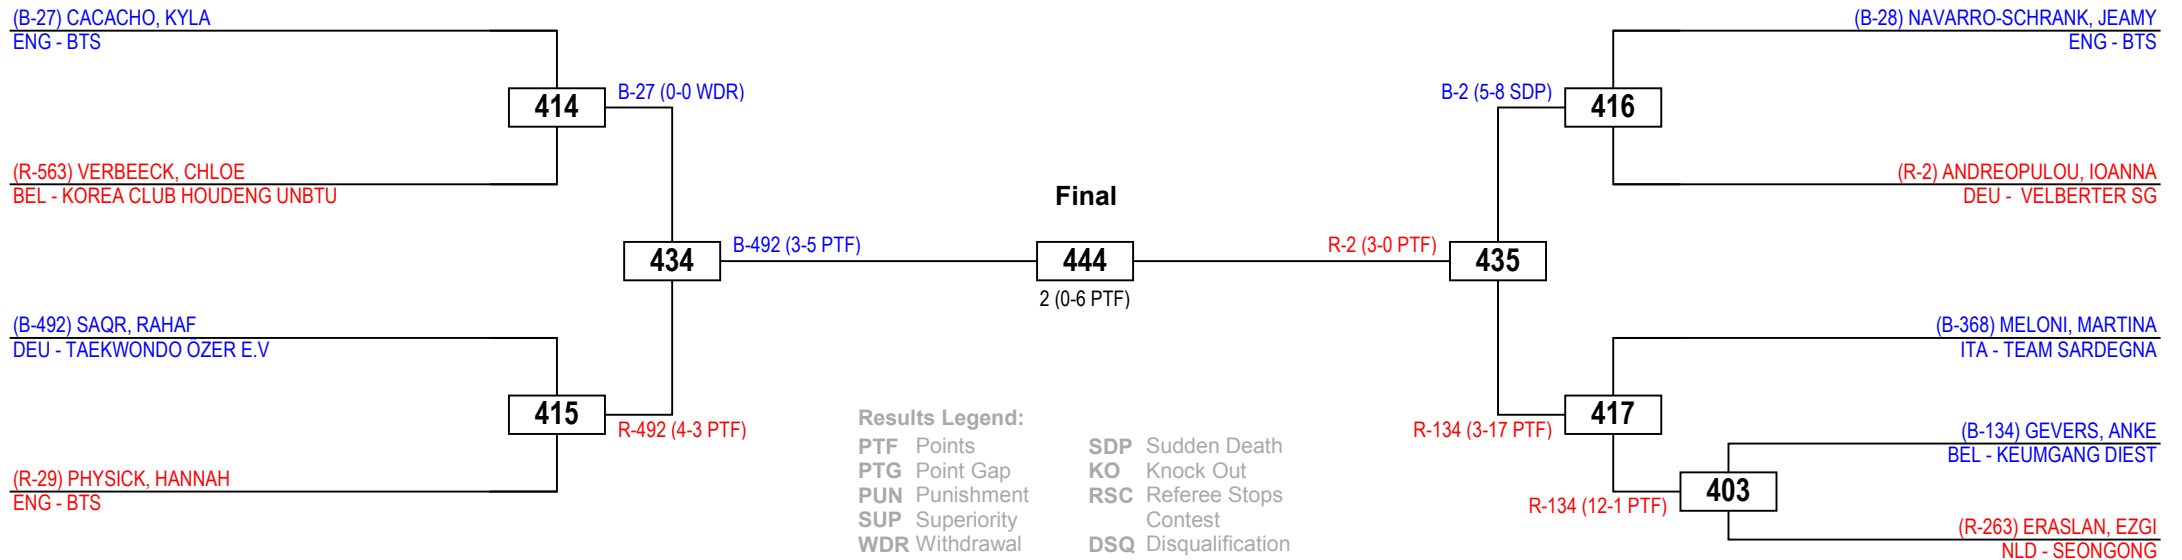 (B-27) CACACHO, KYLA
ENG - BTS
414
B-27 (0-0 WDR)
(R-563) VERBEECK, CHLOE
BEL - KOREA CLUB HOUDENG UNBTU
434
B-492 (3-5 PTF)
(B-492) SAQR, RAHAF
DEU - TAEKWONDO ÖZER E.V
415
R-492 (4-3 PTF)
(R-29) PHYSICK, HANNAH
ENG - BTS
Final
444
2 (0-6 PTF)
(B-28) NAVARRO-SCHRANK, JEAMY
ENG - BTS
B-2 (5-8 SDP)
416
(R-2) ANDREOPULOU, IOANNA
DEU - VELBERTER SG
R-2 (3-0 PTF)
435
(B-368) MELONI, MARTINA
ITA - TEAM SARDEGNA
417
R-134 (3-17 PTF)
(B-134) GEVERS, ANKE
BEL - KEUMGANG DIEST
403
R-134 (12-1 PTF)
(R-263) ERASLAN, EZGI
NLD - SEONGONG
Results Legend:
PTF Points
PTG Point Gap
PUN Punishment
SUP Superiority
WDR Withdrawal
SDP Sudden Death
KO Knock Out
RSC Referee Stops
Contest
DSQ Disqualification